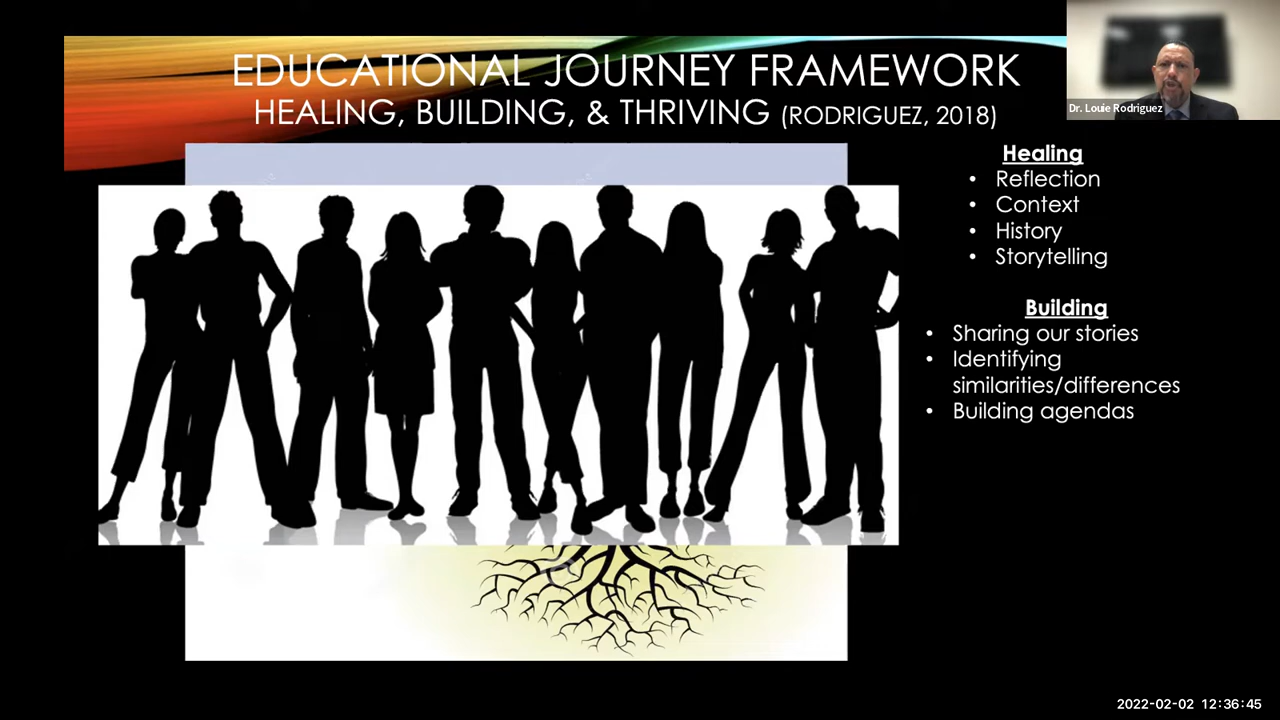 EDUCATIONAL JOURNEY FRAMEWORK
HEALING, BUILDING, & THRIVING (RODRIGUEZ, 2018)
Dr. Louie Rodriguez
Healing
• Reflection
• Context
• History
• Storytelling
Building
• Sharing our stories
• Identifying
similarities/differences
• Building agendas
2022-02-02 12:36:45